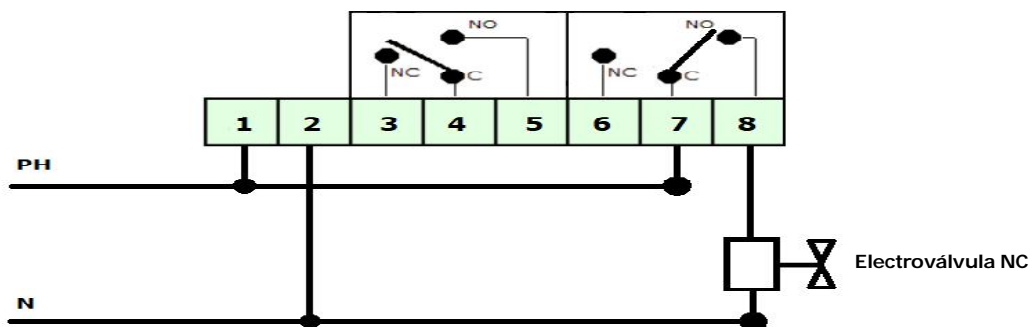 NO NO
NC C NC C
1 2 3 4 5 6 7 8
PH
Electroválvula NC
N